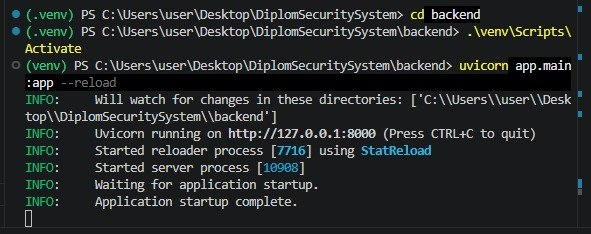 (.venv) PS C:\Users\user\Desktop\DiplomSecuritySystem> cd backend
(.venv) PS C:\Users\user\Desktop\DiplomSecuritySystem\backend> .\venv\Scripts\
Activate
(venv) PS C:\Users\user\Desktop\DiplomSecuritySystem\backend> uvicorn app.main
:app --reload
INFO:     Will watch for changes in these directories: ['C:\\Users\\user\\Desk
top\\DiplomSecuritySystem\\backend']
INFO:     Uvicorn running on http://127.0.0.1:8000 (Press CTRL+C to quit)
INFO:     Started reloader process [7716] using StatReload
INFO:     Started server process [10908]
INFO:     Waiting for application startup.
INFO:     Application startup complete.